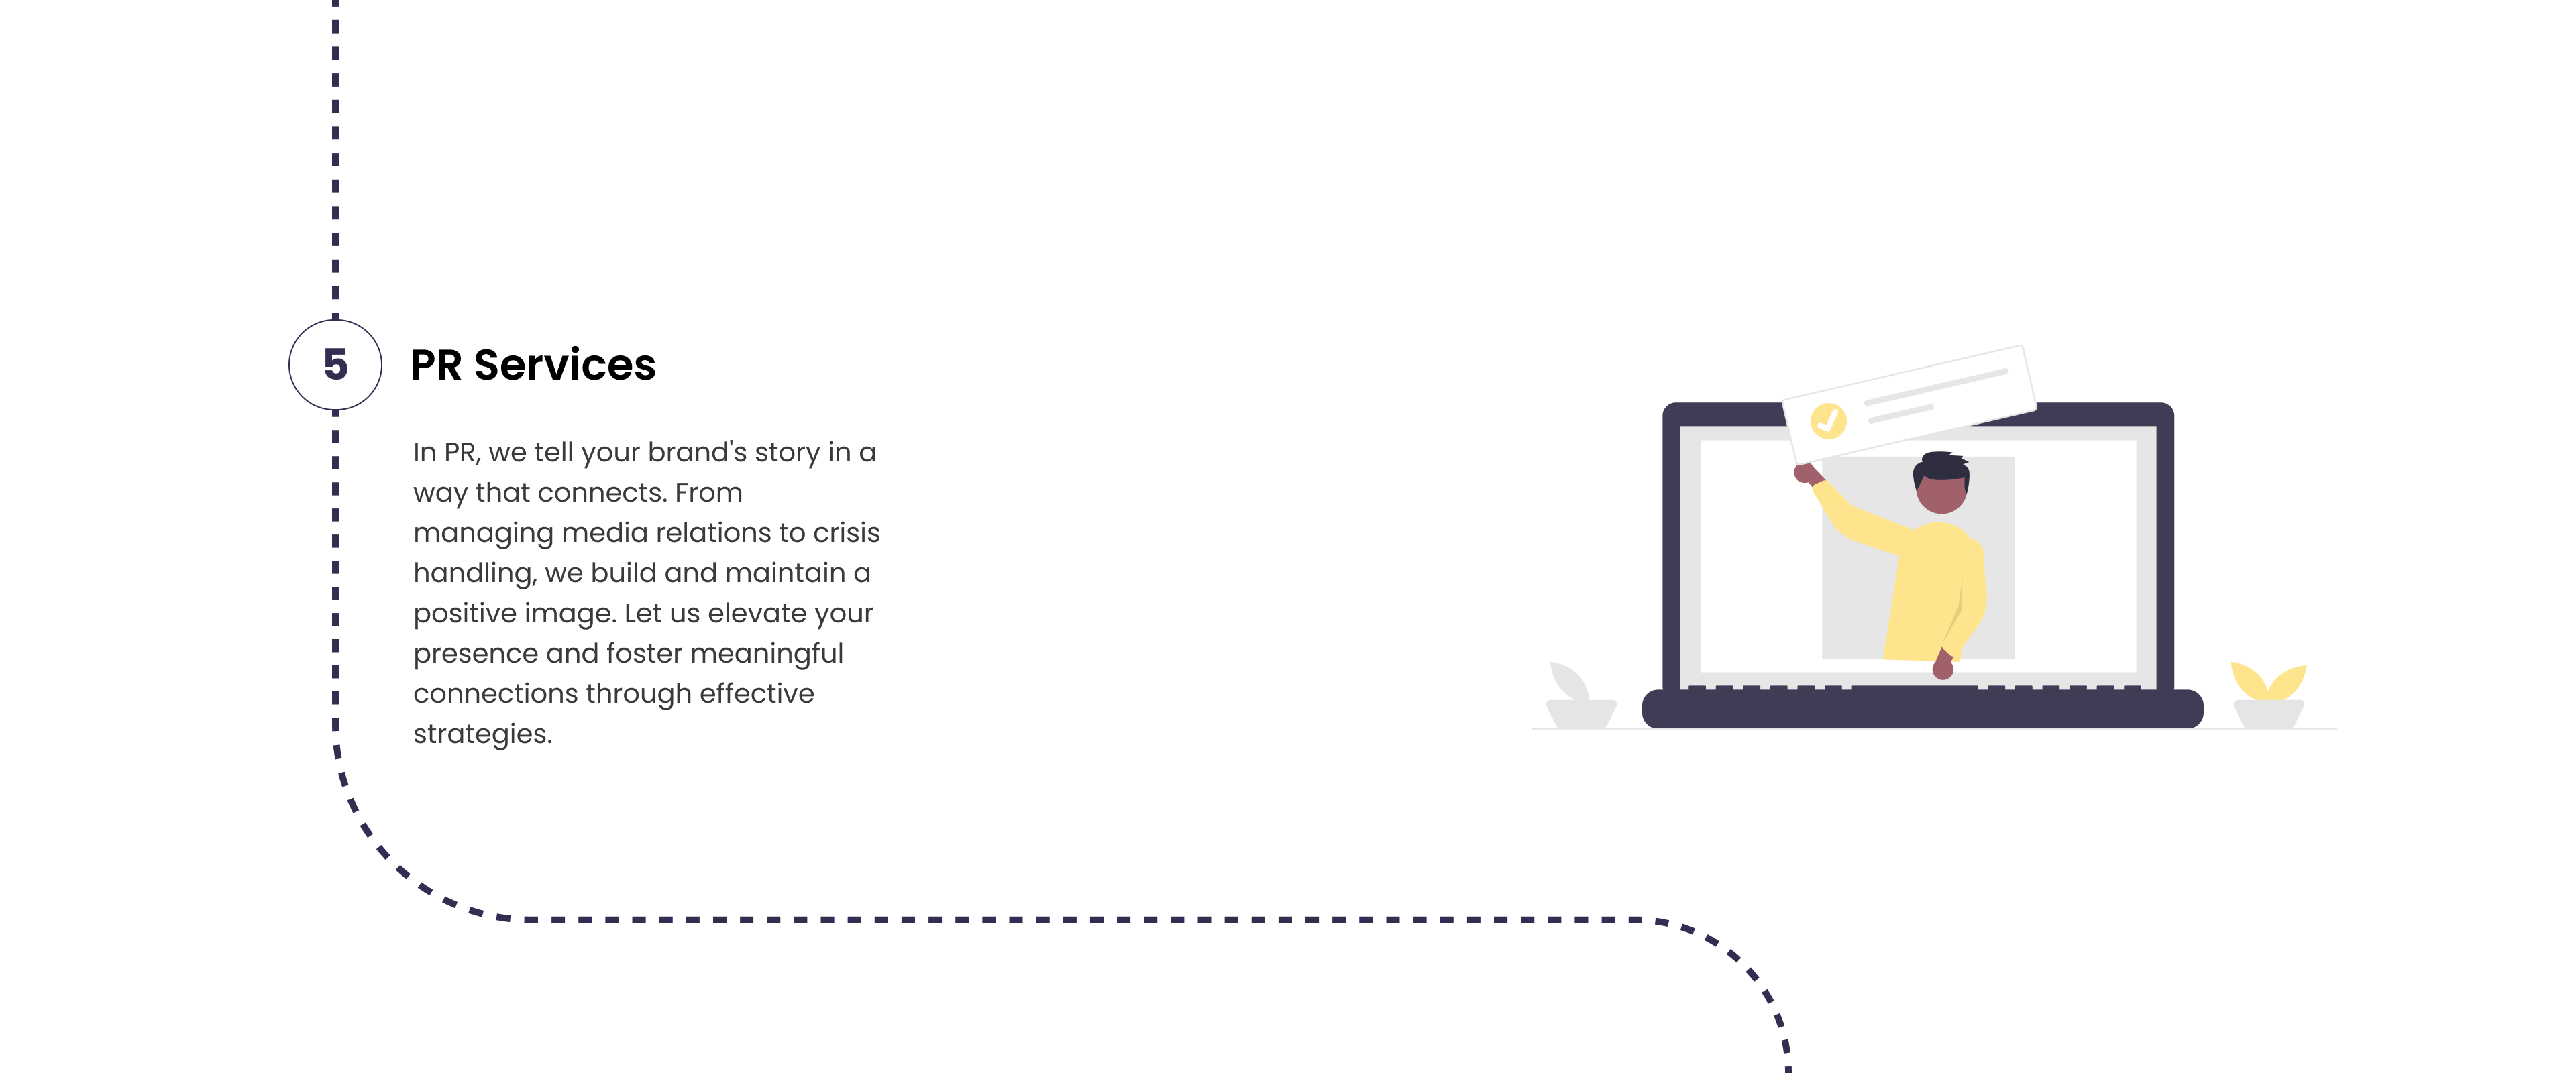 5
PR Services
In PR, we tell your brand's story in a
way that connects. From
managing media relations to crisis
handling, we build and maintain a
positive image. Let us elevate your
presence and foster meaningful
connections through effective
strategies.